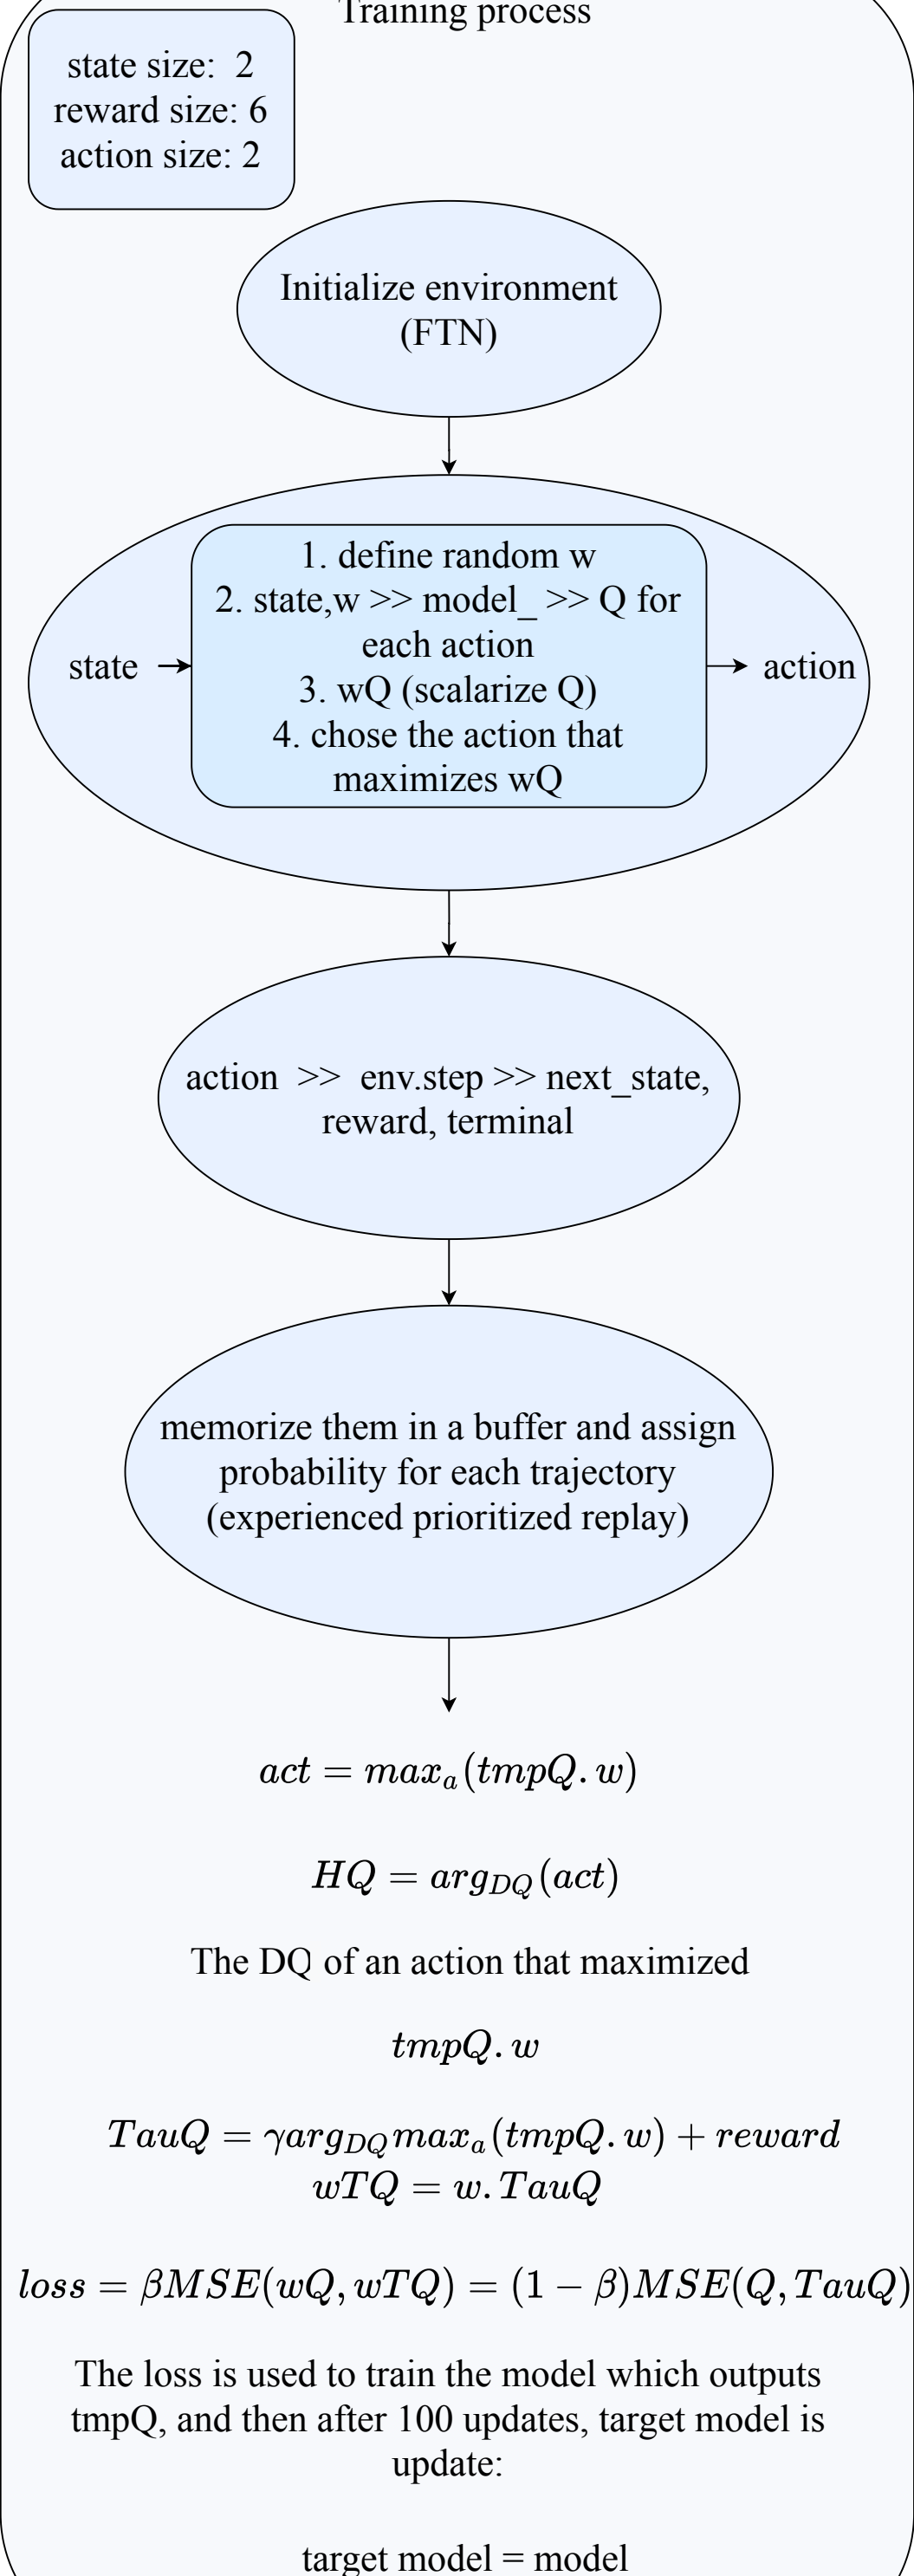 Training process
state size: 2
reward size: 6
action size: 2
Initialize environment
(FTN)
1. define random w
2. state,w >> model_ >> Q for
each action
3. wQ (scalarize Q)
4. chose the action that
maximizes wQ
state
action
action >> env.step >> next_state,
reward, terminal
memorize them in a buffer and assign
probability for each trajectory
(experienced prioritized replay)
act = max_a(tmpQ.w)
HQ = arg_{DQ}(act)
The DQ of an action that maximized
tmpQ.w
TauQ = γarg_{DQ}max_a(tmpQ.w) + reward
wTQ = w.TauQ
loss = βMSE(wQ, wTQ) = (1 − β)MSE(Q, TauQ)
The loss is used to train the model which outputs
tmpQ, and then after 100 updates, target model is
update:
target model = model